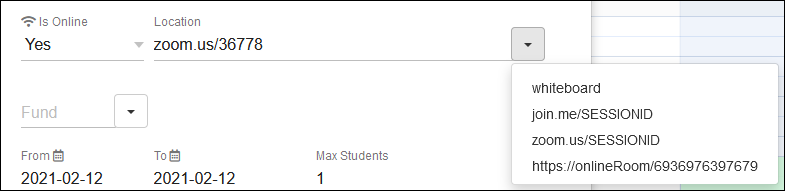 Is Online Location
Yes zoom.us/36778
whiteboard
join.me/SESSIONID
zoom.us/SESSIONID
https://onlineRoom/6936976397679
Fund
From To Max Students
2021-02-12 2021-02-12 1